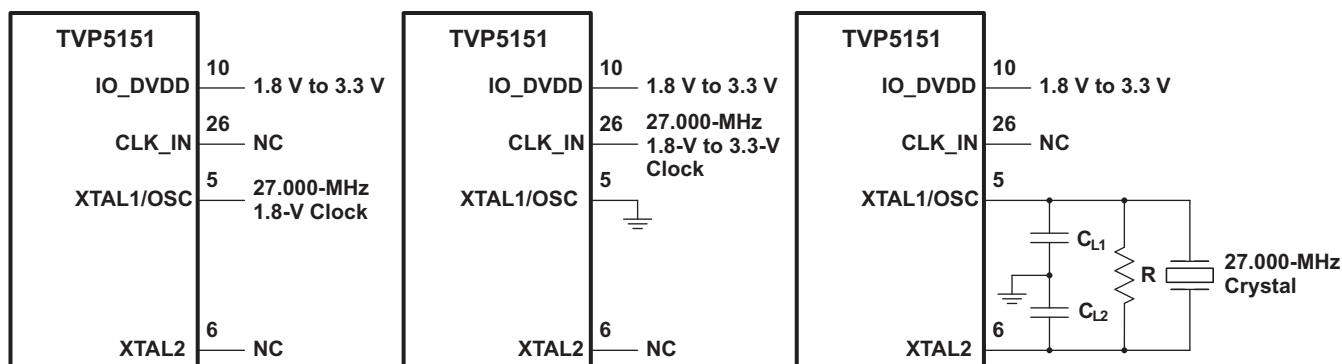 TVP5151
10
IO_DVDD
1.8 V to 3.3 V
26
CLK_IN
NC
5
XTAL1/OSC
27.000-MHz
1.8-V Clock
6
XTAL2
NC
TVP5151
10
IO_DVDD
1.8 V to 3.3 V
26
CLK_IN
27.000-MHz
1.8-V to 3.3-V
Clock
5
XTAL1/OSC
6
XTAL2
NC
TVP5151
10
IO_DVDD
1.8 V to 3.3 V
26
CLK_IN
NC
5
XTAL1/OSC
CL1
R
27.000-MHz
Crystal
CL2
6
XTAL2